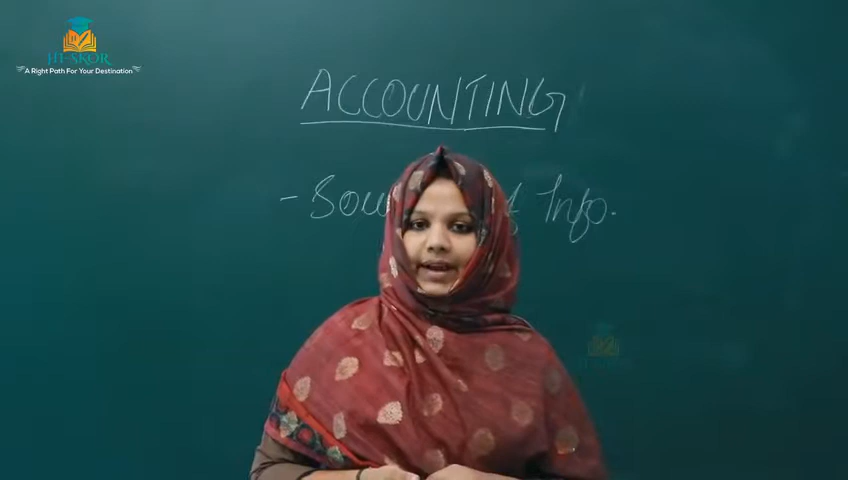 HI-SKOR
A Right Path For Your Destination
ACCOUNTING
- Sou Info.